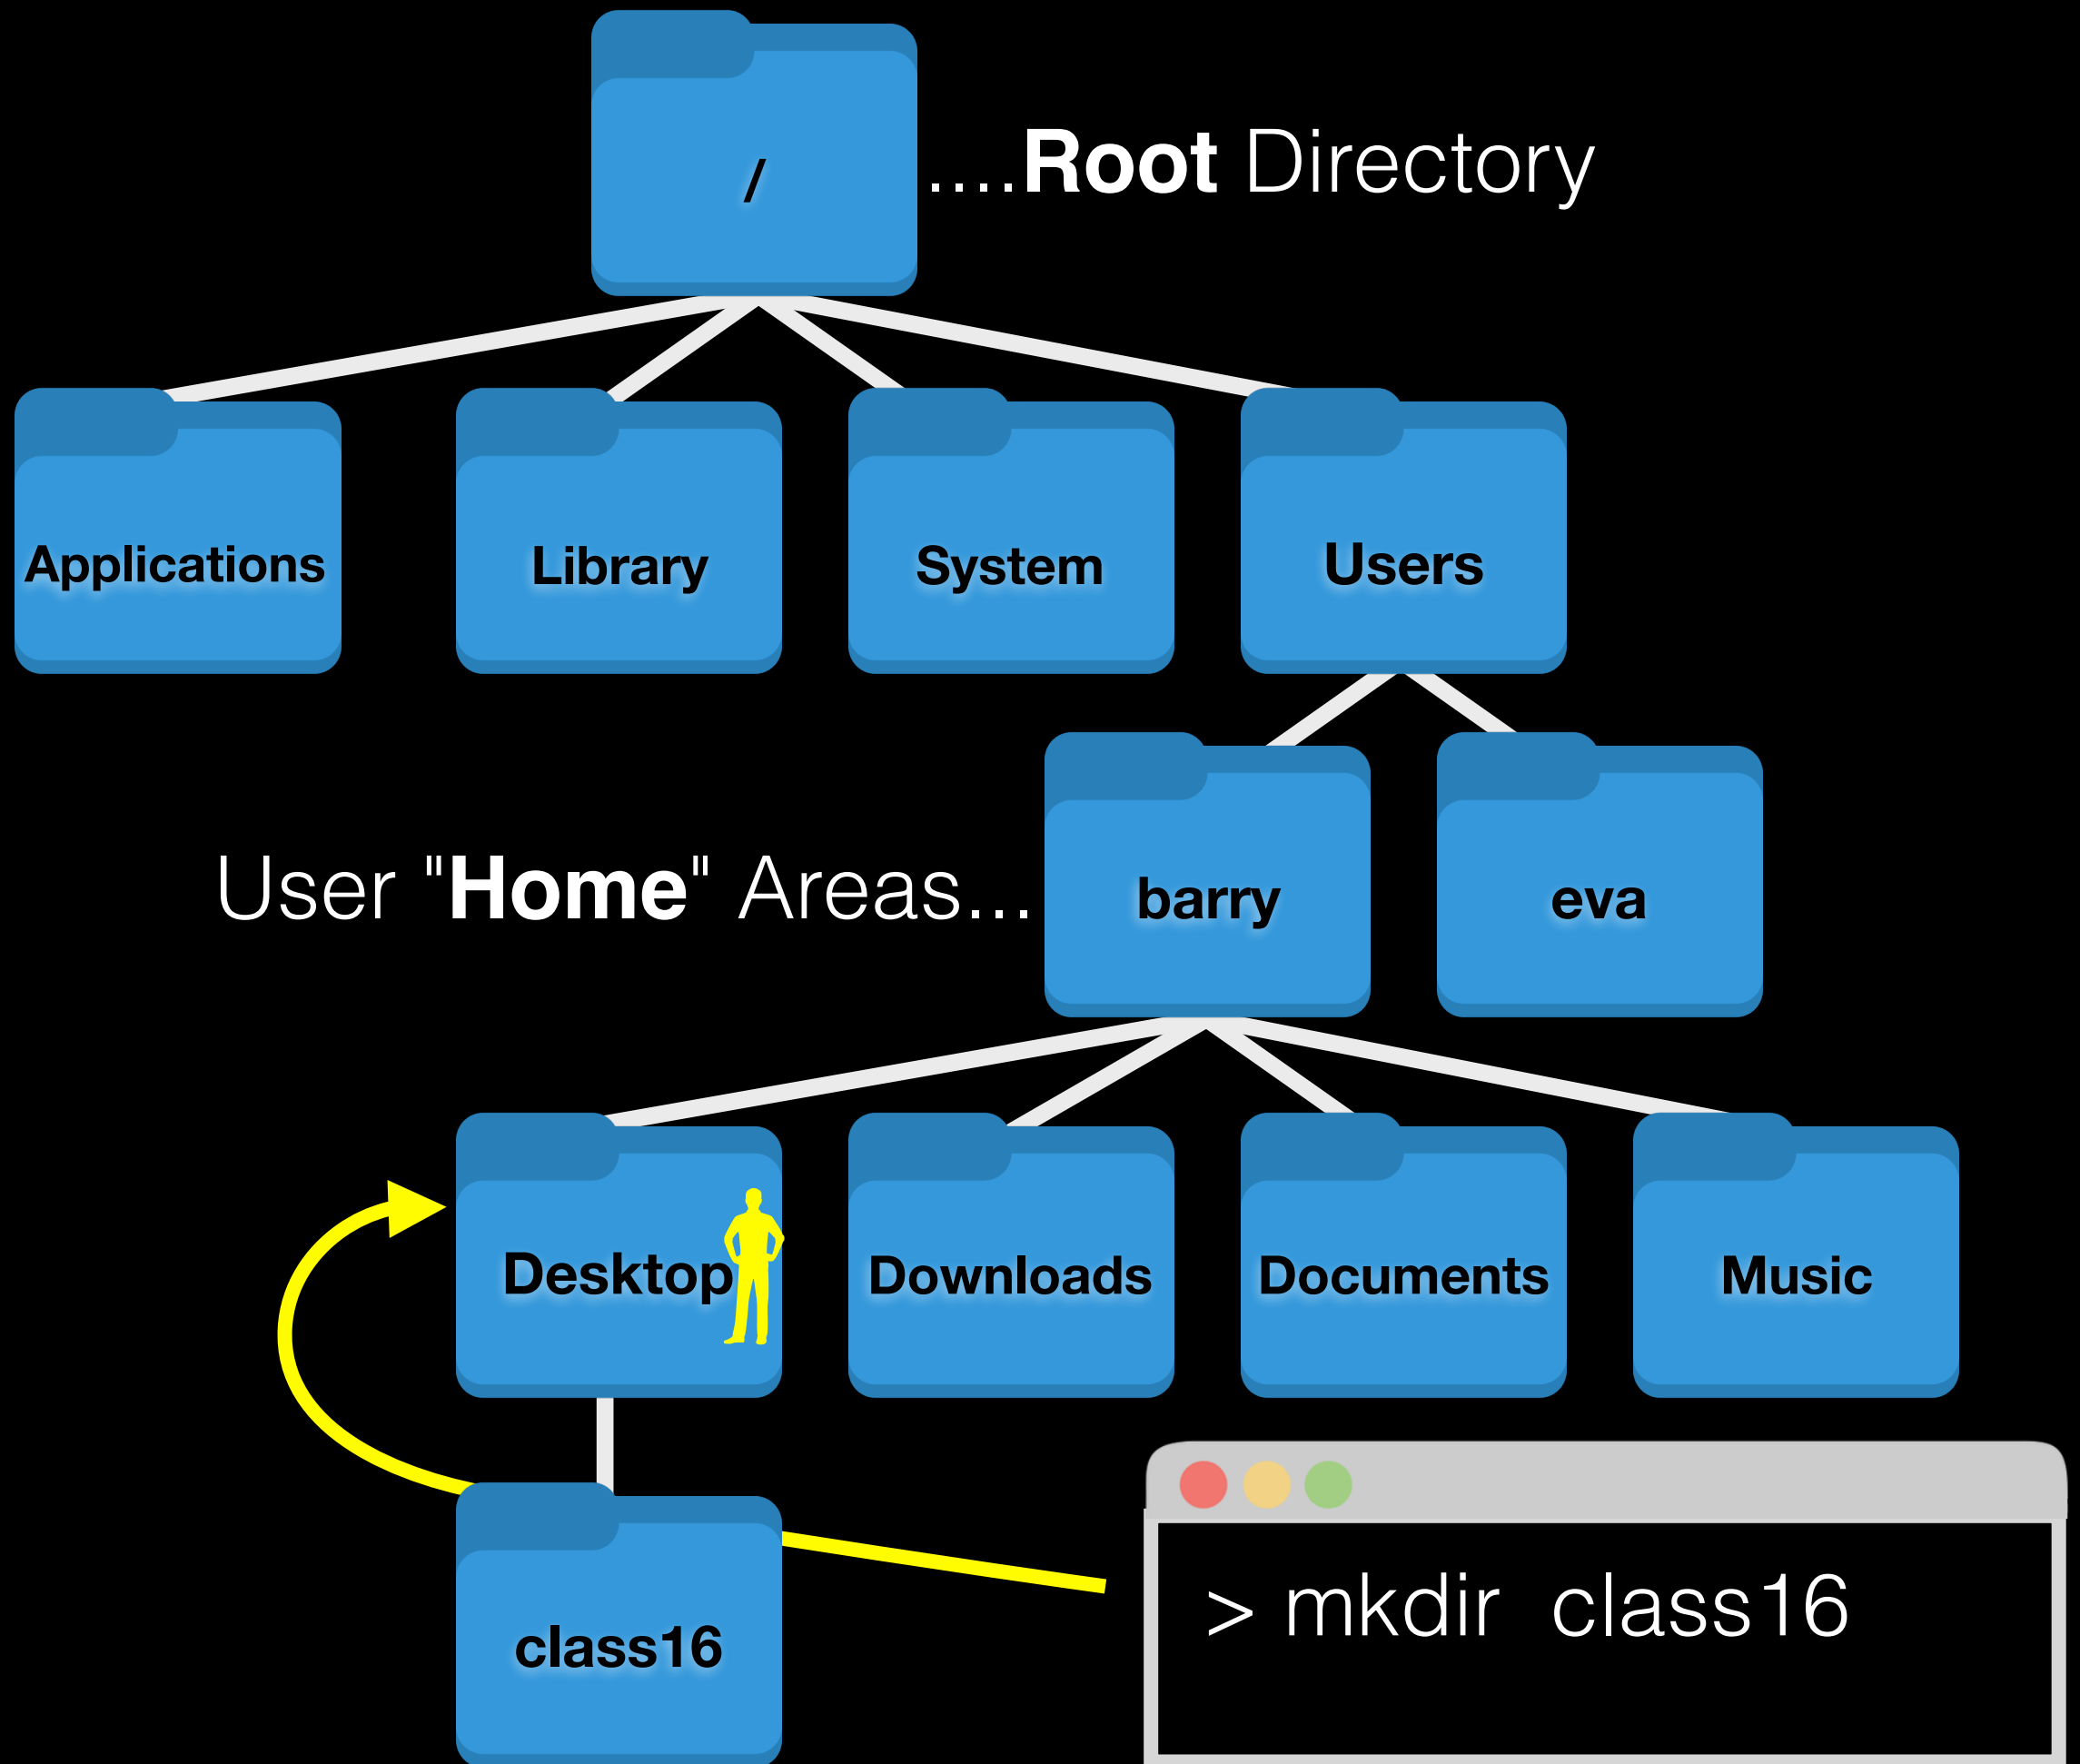 /
....Root Directory
Applications
Library
System
Users
User "Home" Areas...
barry
eva
Desktop
Downloads
Documents
Music
class16
> mkdir class16